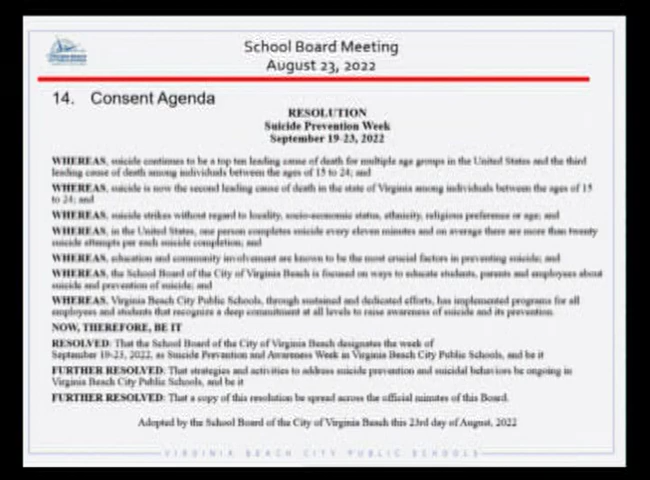 School Board Meeting
August 23, 2022
14. Consent Agenda
RESOLUTION
Suicide Prevention Week
September 19-23, 2022
WHEREAS, suicide continues to be a top ten leading cause of death for multiple age groups in the United States and the third
leading cause of death among individuals between the ages of 15 to 24; and
WHEREAS, suicide is now the second leading cause of death in the state of Virginia among individuals between the ages of 15
to 24; and
WHEREAS, suicide strikes without regard to locality, socio-economic status, ethnicity, religious preference or age; and
WHEREAS, in the United States, one person completes suicide every eleven minutes and on average there are more than twenty
suicide attempts per each suicide completion; and
WHEREAS, education and community involvement are known to be the most crucial factors in preventing suicide; and
WHEREAS, the School Board of the City of Virginia Beach is focused on ways to educate students, parents and employees about
suicide and prevention of suicide; and
WHEREAS, Virginia Beach City Public Schools, through sustained and dedicated efforts, has implemented programs for all
employees and students that recognize a deep commitment at all levels to raise awareness of suicide and its prevention.
NOW, THEREFORE, BE IT
RESOLVED: That the School Board of the City of Virginia Beach designates the week of
September 19-23, 2022, as Suicide Prevention and Awareness Week in Virginia Beach City Public Schools, and be it
FURTHER RESOLVED: That strategies and activities to address suicide prevention and suicidal behaviors be ongoing in
Virginia Beach City Public Schools, and be it
FURTHER RESOLVED: That a copy of this resolution be spread across the official minutes of this Board.
Adopted by the School Board of the City of Virginia Beach this 23rd day of August, 2022
VIRGINIA BEACH CITY PUBLIC SCHOOLS